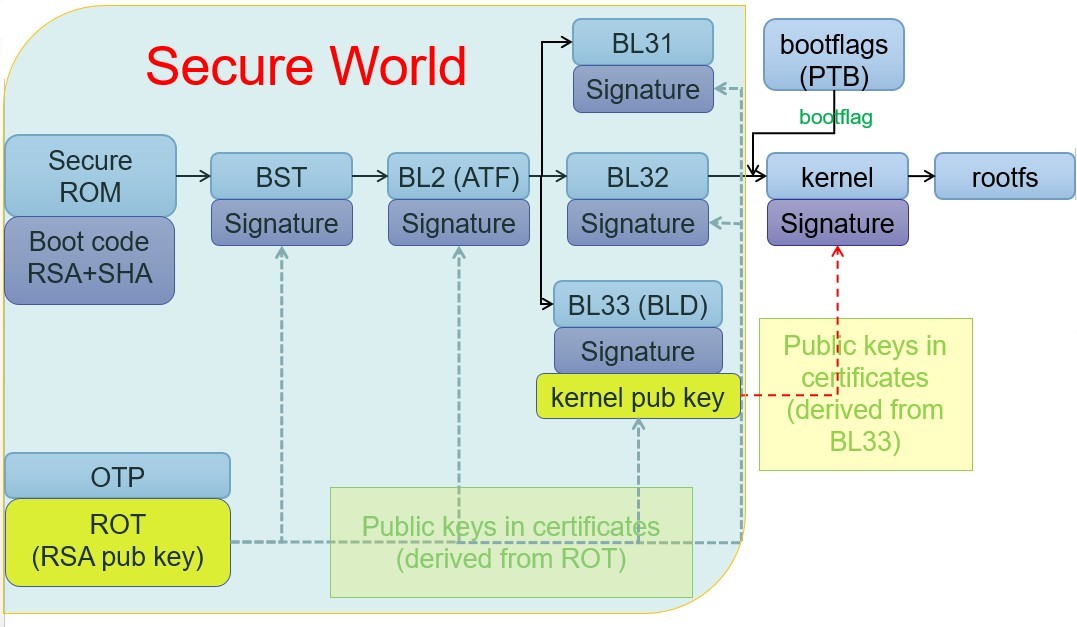 Secure World
BL31
Signature
bootflags
(PTB)
bootflag
Secure
ROM
Boot code
RSA+SHA
BST
Signature
BL2 (ATF)
Signature
BL32
Signature
kernel
Signature
rootfs
BL33 (BLD)
Signature
kernel pub key
Public keys in
certificates
(derived from
BL33)
OTP
ROT
(RSA pub key)
Public keys in certificates
(derived from ROT)